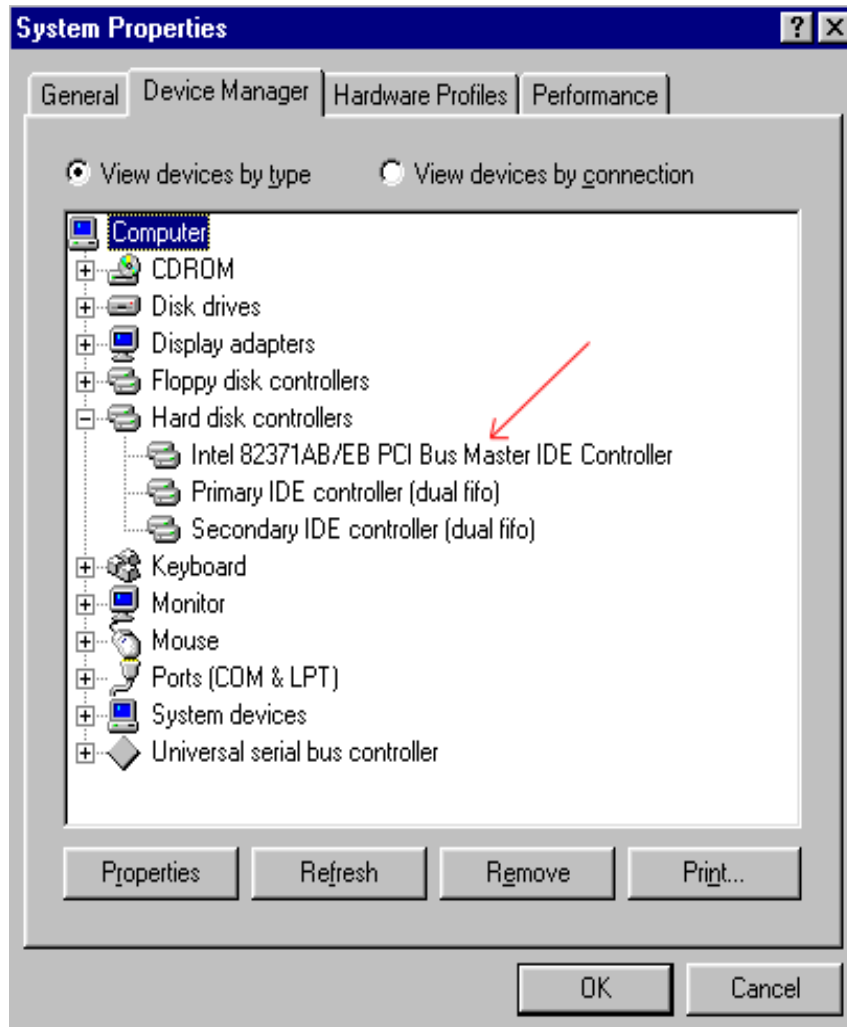 System Properties
General Device Manager Hardware Profiles Performance
View devices by type View devices by connection
Computer
CDROM
Disk drives
Display adapters
Floppy disk controllers
Hard disk controllers
Intel 82371AB/EB PCI Bus Master IDE Controller
Primary IDE controller (dual fifo)
Secondary IDE controller (dual fifo)
Keyboard
Monitor
Mouse
Ports (COM & LPT)
System devices
Universal serial bus controller
Properties Refresh Remove Print...
OK Cancel